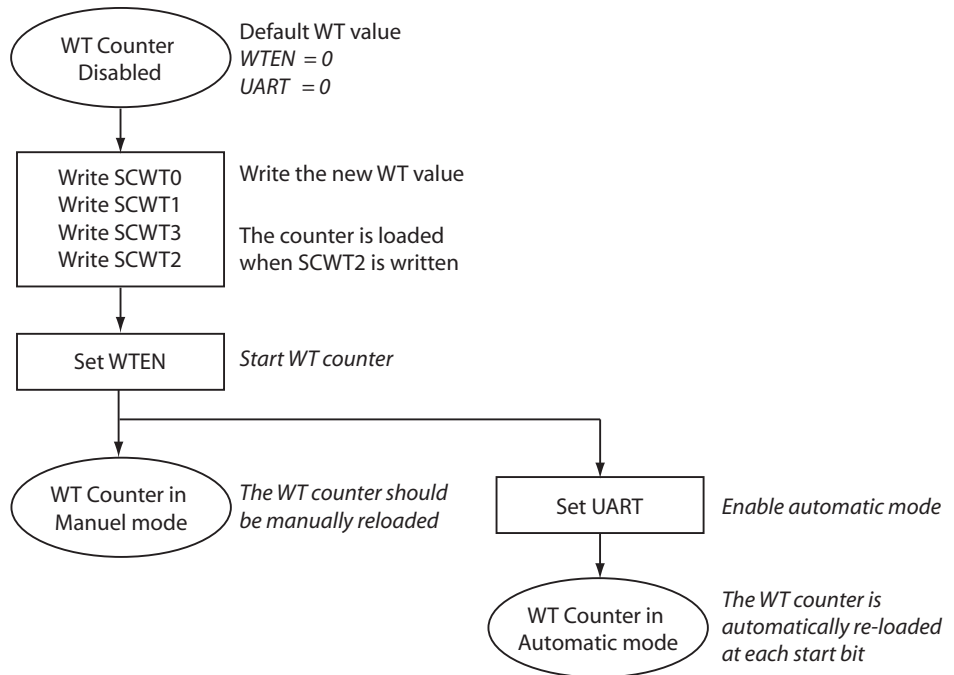 WT Counter
Disabled
Default WT value
WTEN = 0
UART = 0
Write SCWT0
Write SCWT1
Write SCWT3
Write SCWT2
Write the new WT value
The counter is loaded
when SCWT2 is written
Set WTEN
Start WT counter
WT Counter in
Manuel mode
The WT counter should
be manually reloaded
Set UART
Enable automatic mode
WT Counter in
Automatic mode
The WT counter is
automatically re-loaded
at each start bit